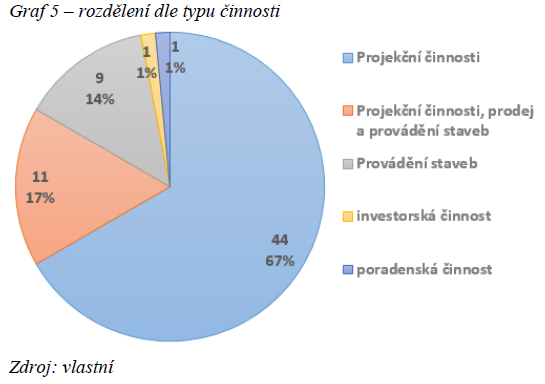 Graf 5 – rozdělení dle typu činnosti
1
1%
1
1%
9
14%
11
17%
44
67%
Projekční činnosti
Projekční činnosti, prodej
a provádění staveb
Provádění staveb
investorská činnost
poradenská činnost
Zdroj: vlastní